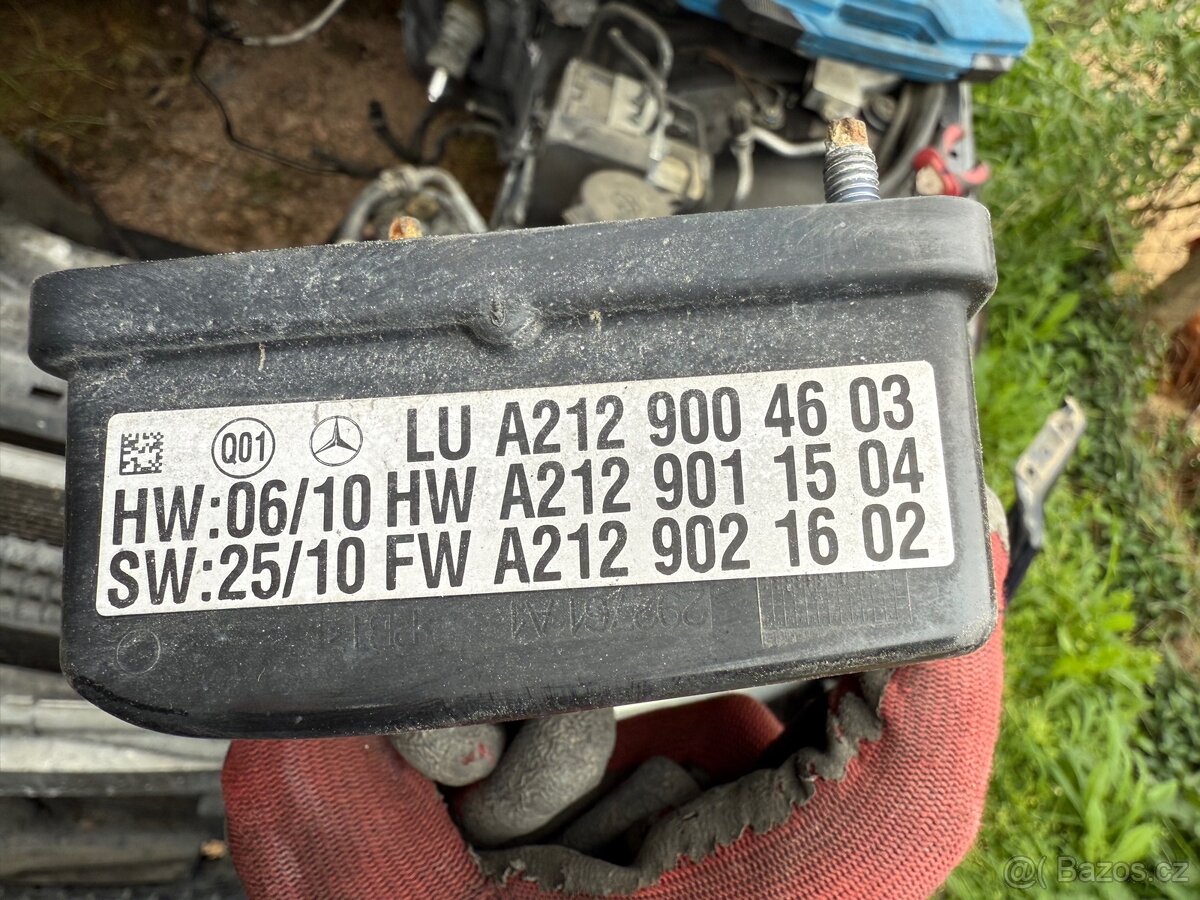 Q01 LU A212 900 46 03
HW:06/10 HW A212 901 15 04
SW:25/10 FW A212 902 16 02
@( Bazos.cz